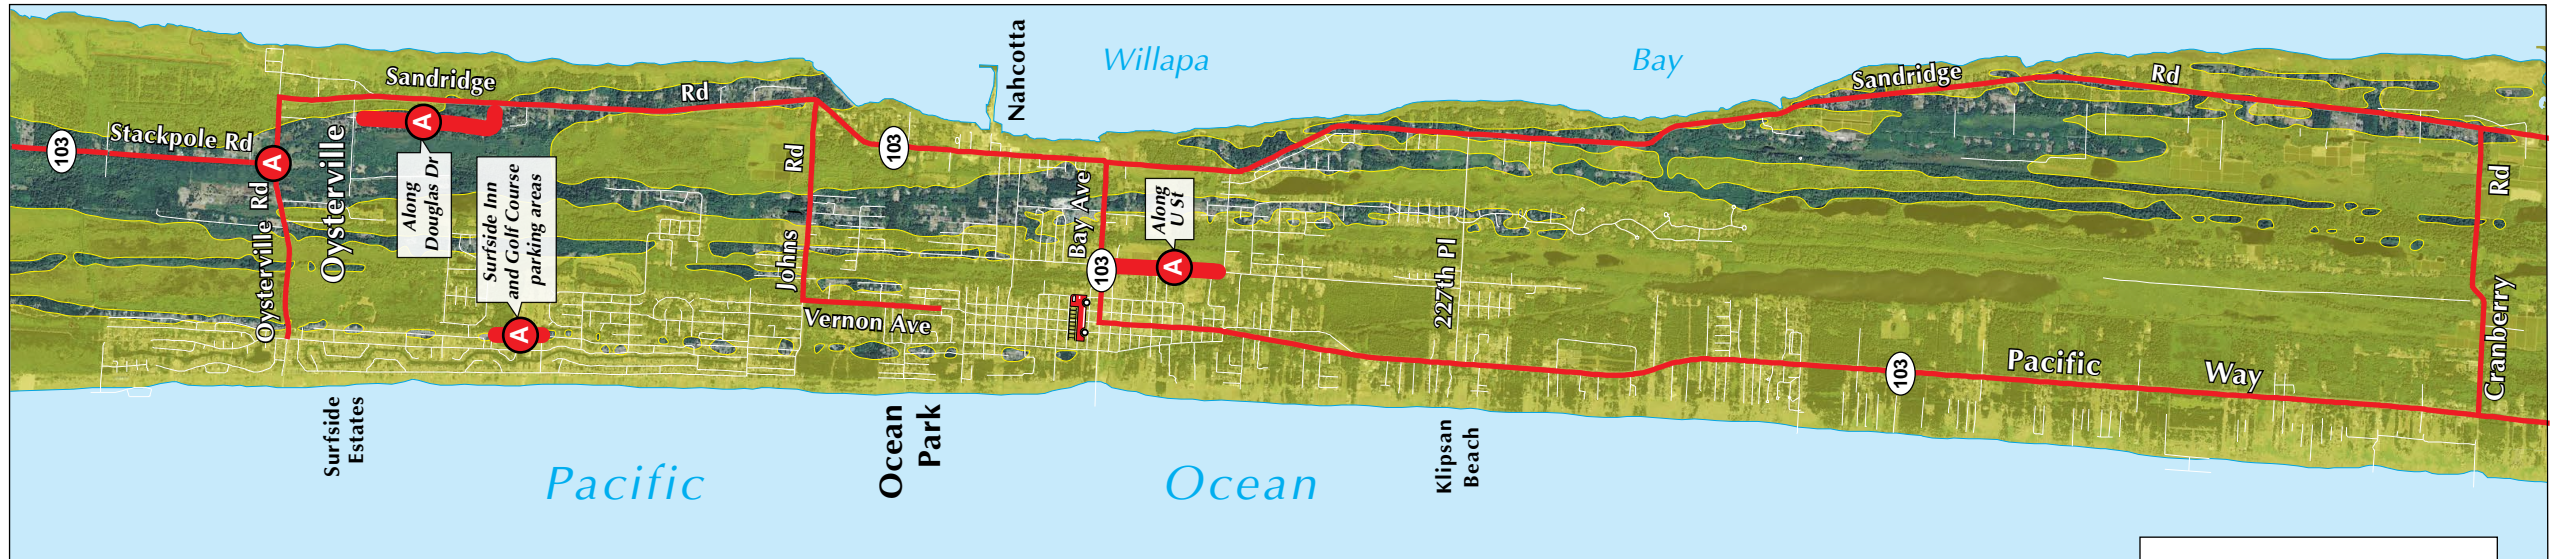 Willapa
Bay
Nahcotta
Sandridge
Rd
Sandridge
Rd
103
Stackpole Rd
A
A
Oysterville
Oysterville Rd
Along
Douglas Dr
Surfside Inn
and Golf Course
parking areas
A
Johns Rd
103
Vernon Ave
Bay Ave
103
Along
U St
A
227th Pl
103
Pacific Way
Cranberry Rd
Surfside
Estates
Ocean
Park
Klipsan
Beach
Pacific
Ocean